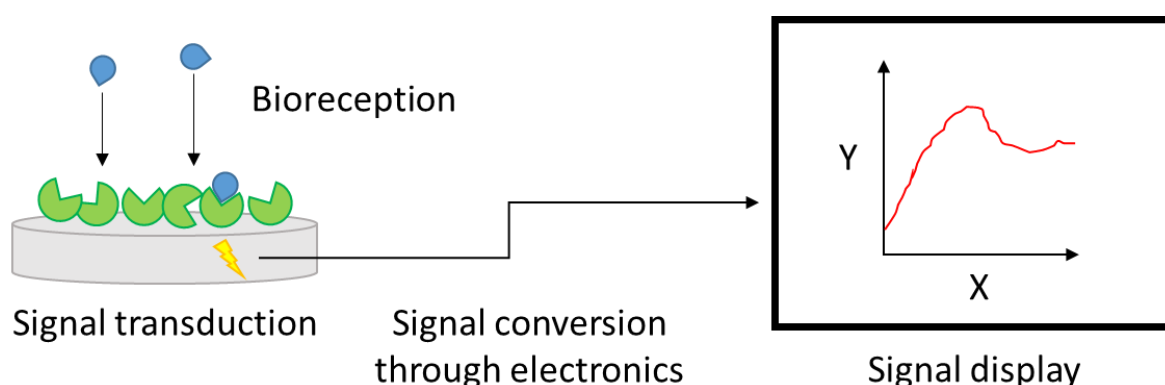 Bioreception
Y
X
Signal transduction
Signal conversion
through electronics
Signal display